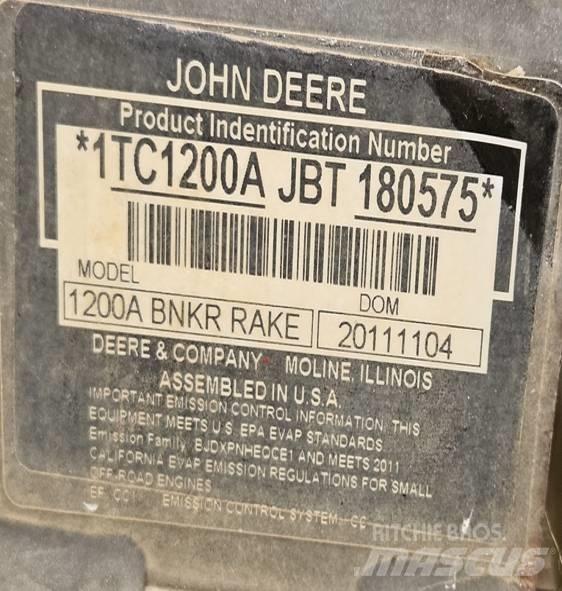 JOHN DEERE
Product Indentification Number
*1TC1200A JBT 180575*
MODEL DOM
1200A BNKR RAKE 20111104
DEERE & COMPANY MOLINE, ILLINOIS
ASSEMBLED IN U.S.A.
IMPORTANT EMISSION CONTROL INFORMATION: THIS
EQUIPMENT MEETS U.S. EPA EVAP STANDARDS
Emission Family: BJDXPNHEOCE1 AND MEETS 2011
CALIFORNIA EVAP EMISSION REGULATIONS FOR SMALL
OFF-ROAD ENGINES
EMISSION CONTROL SYSTEM:
RITCHIE BROS.
MASCUS